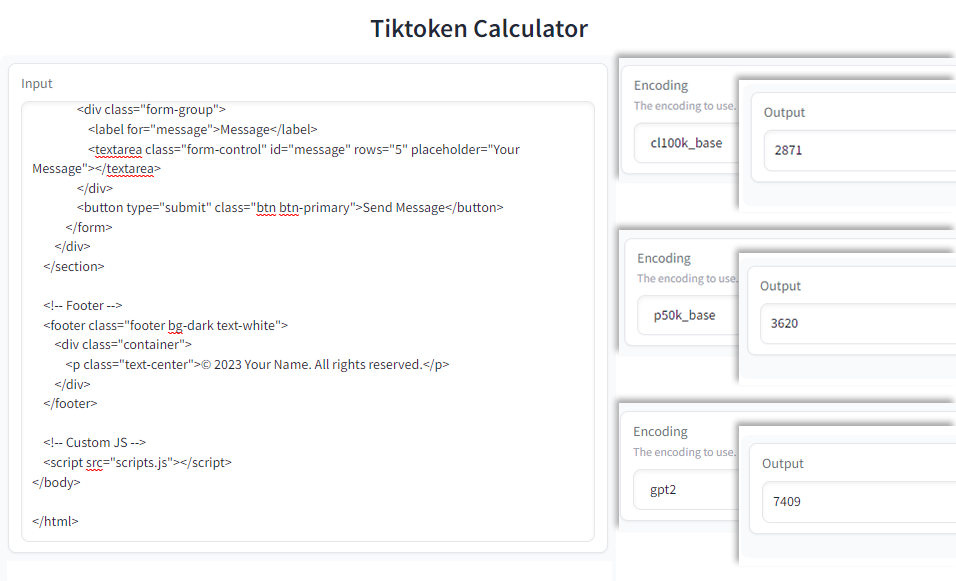 Tiktoken Calculator
Input
<div class="form-group">
<label for="message">Message</label>
<textarea class="form-control" id="message" rows="5" placeholder="Your
Message"></textarea>
</div>
<button type="submit" class="btn btn-primary">Send Message</button>
</form>
</div>
</section>
<!-- Footer -->
<footer class="footer bg-dark text-white">
<div class="container">
<p class="text-center">© 2023 Your Name. All rights reserved.</p>
</div>
</footer>
<!-- Custom JS -->
<script src="scripts.js"></script>
</body>
</html>
Encoding
The encoding to use.
cl100k_base
Output
2871
Encoding
The encoding to use.
p50k_base
Output
3620
Encoding
The encoding to use.
gpt2
Output
7409